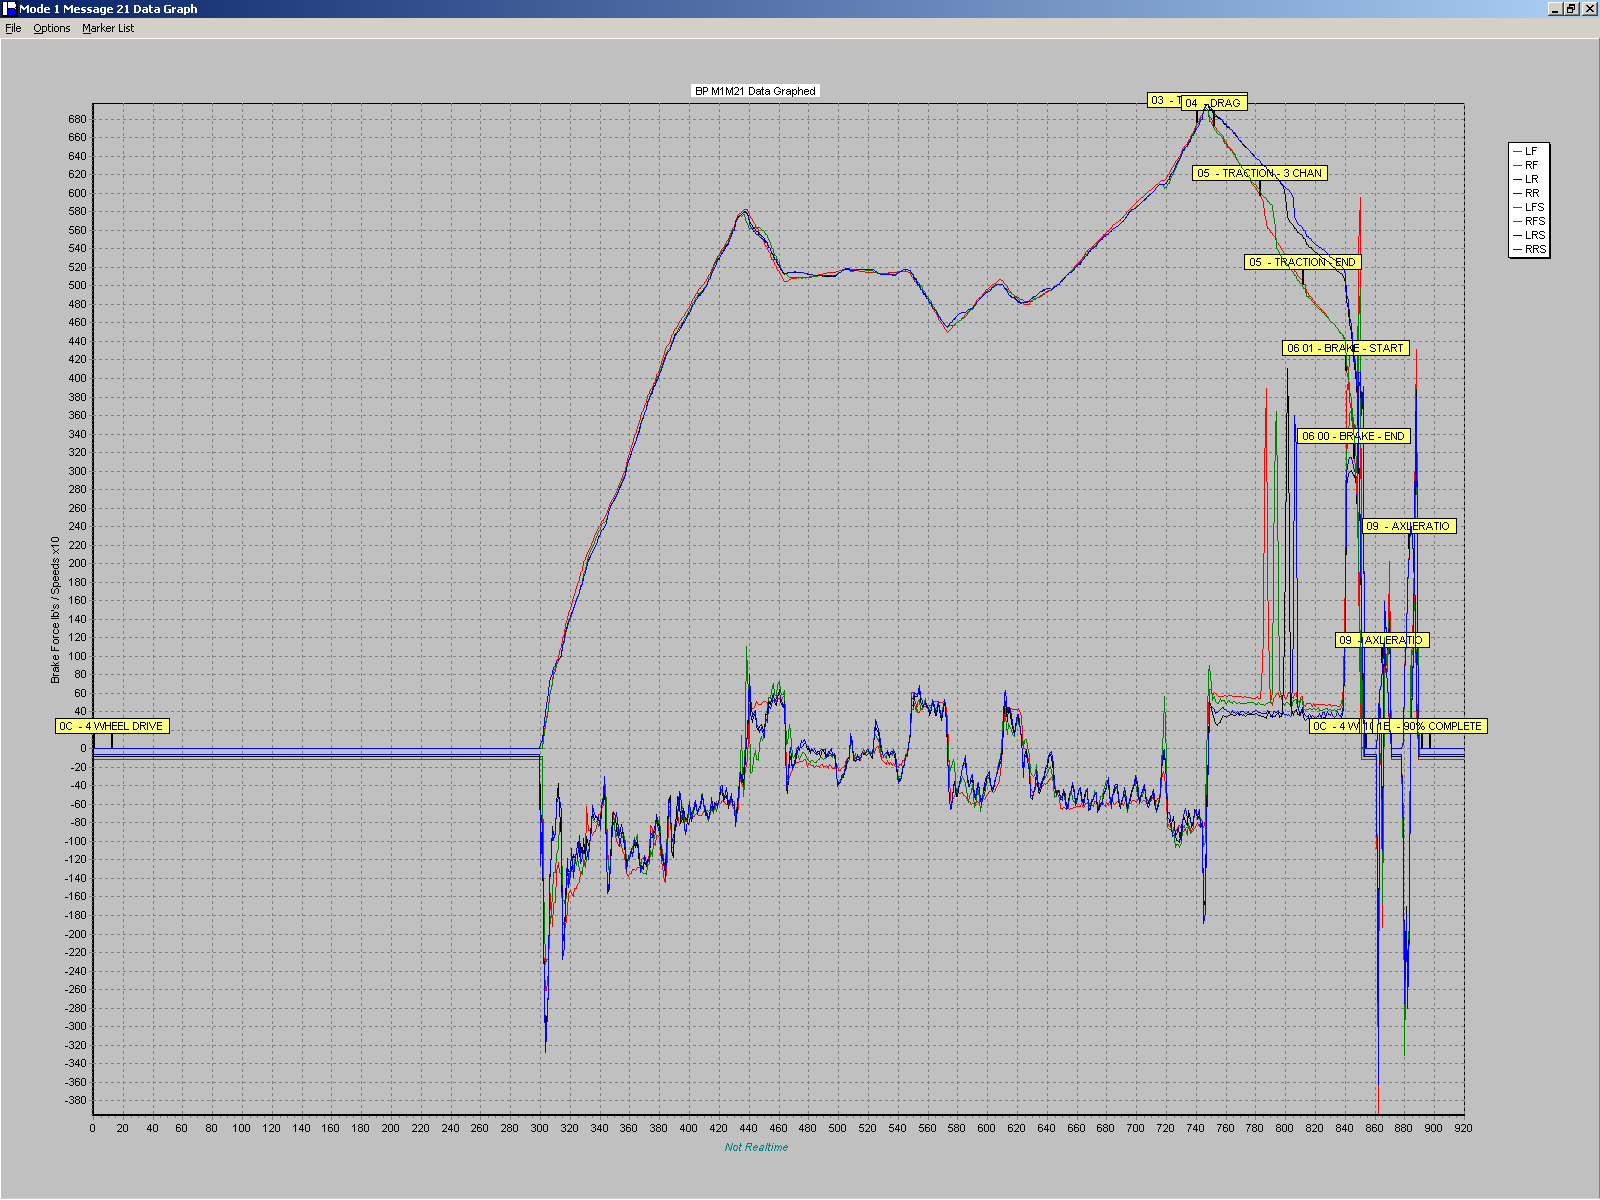 Mode 1 Message 21 Data Graph
File Options Marker List
BP M1M21 Data Graphed
03 - 04 - DRAG
05 - TRACTION - 3 CHAN
05 - TRACTION - END
06 01 - BRAKE - START
06 00 - BRAKE - END
09 - AXLERATIO
09 - AXLERATIO
0C - 4 WHEEL DRIVE
0C - 4 W 1E - 90% COMPLETE
LF
RF
LR
RR
LFS
RFS
LRS
RRS
Brake Force lb's / Speeds x10
680
660
640
620
600
580
560
540
520
500
480
460
440
420
400
380
360
340
320
300
280
260
240
220
200
180
160
140
120
100
80
60
40
20
0
-20
-40
-60
-80
-100
-120
-140
-160
-180
-200
-220
-240
-260
-280
-300
-320
-340
-360
-380
0 20 40 60 80 100 120 140 160 180 200 220 240 260 280 300 320 340 360 380 400 420 440 460 480 500 520 540 560 580 600 620 640 660 680 700 720 740 760 780 800 820 840 860 880 900 920
Not Realtime